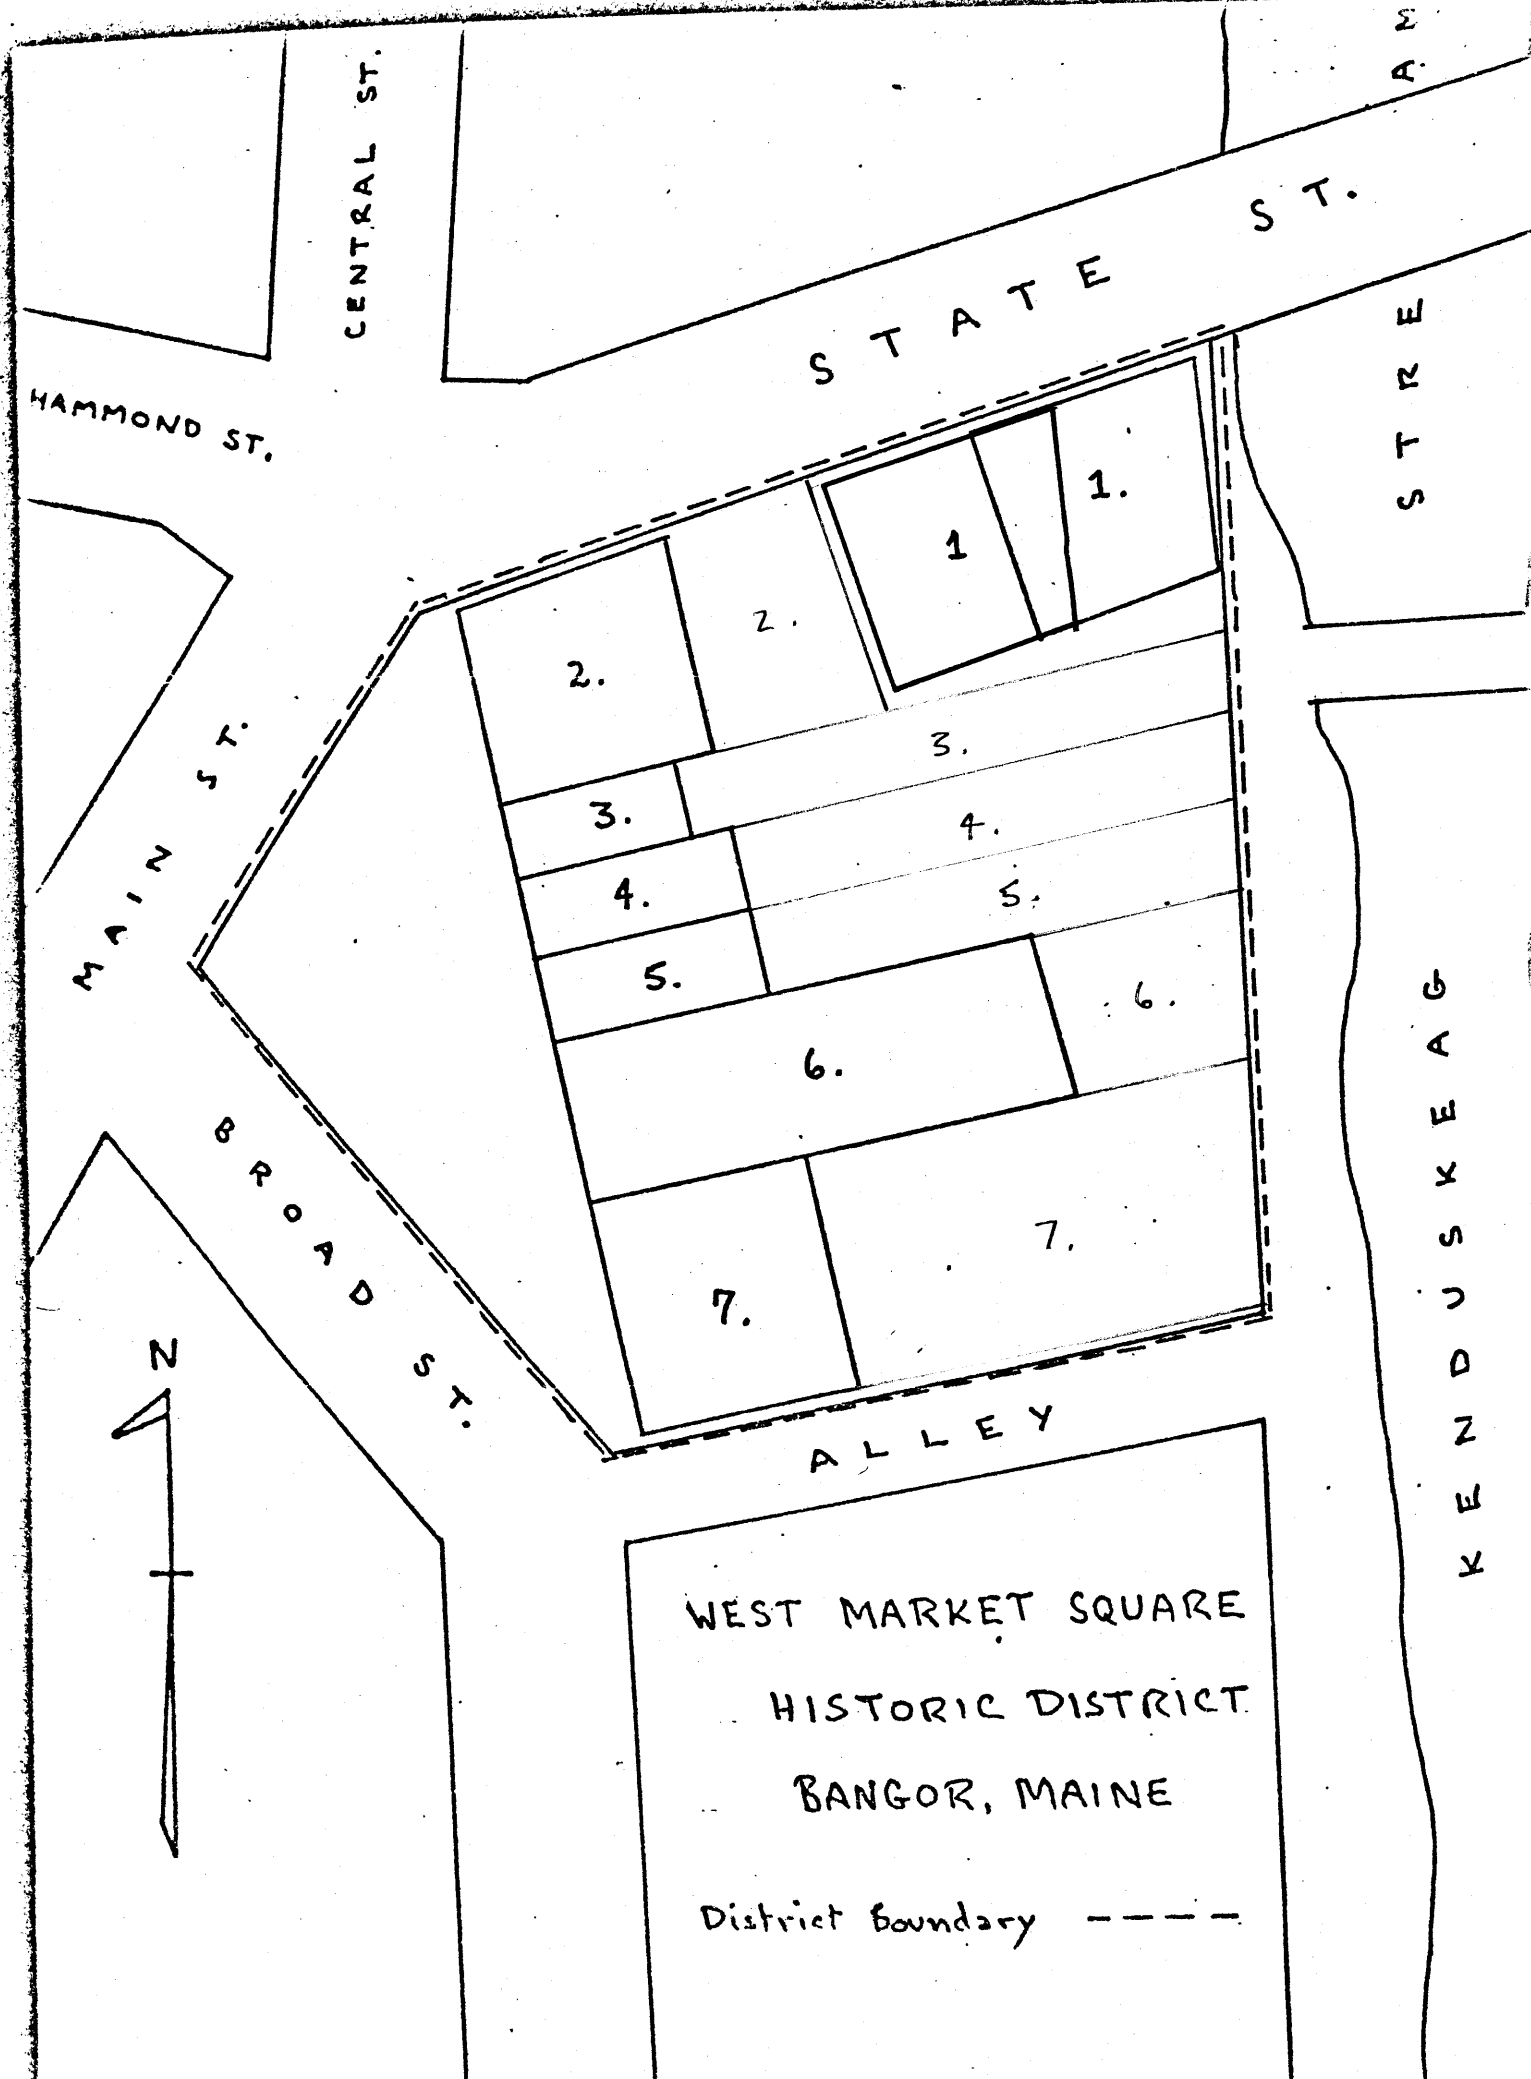 CENTRAL ST.
HAMMOND ST.
STATE ST.
MAIN ST.
BROAD ST.
ALLEY
KENDUSKEAG STREAM
1
1.
2.
2.
3.
3.
4.
4.
5.
5.
6.
6.
7.
7.
N
WEST MARKET SQUARE
HISTORIC DISTRICT
BANGOR, MAINE
District Boundary